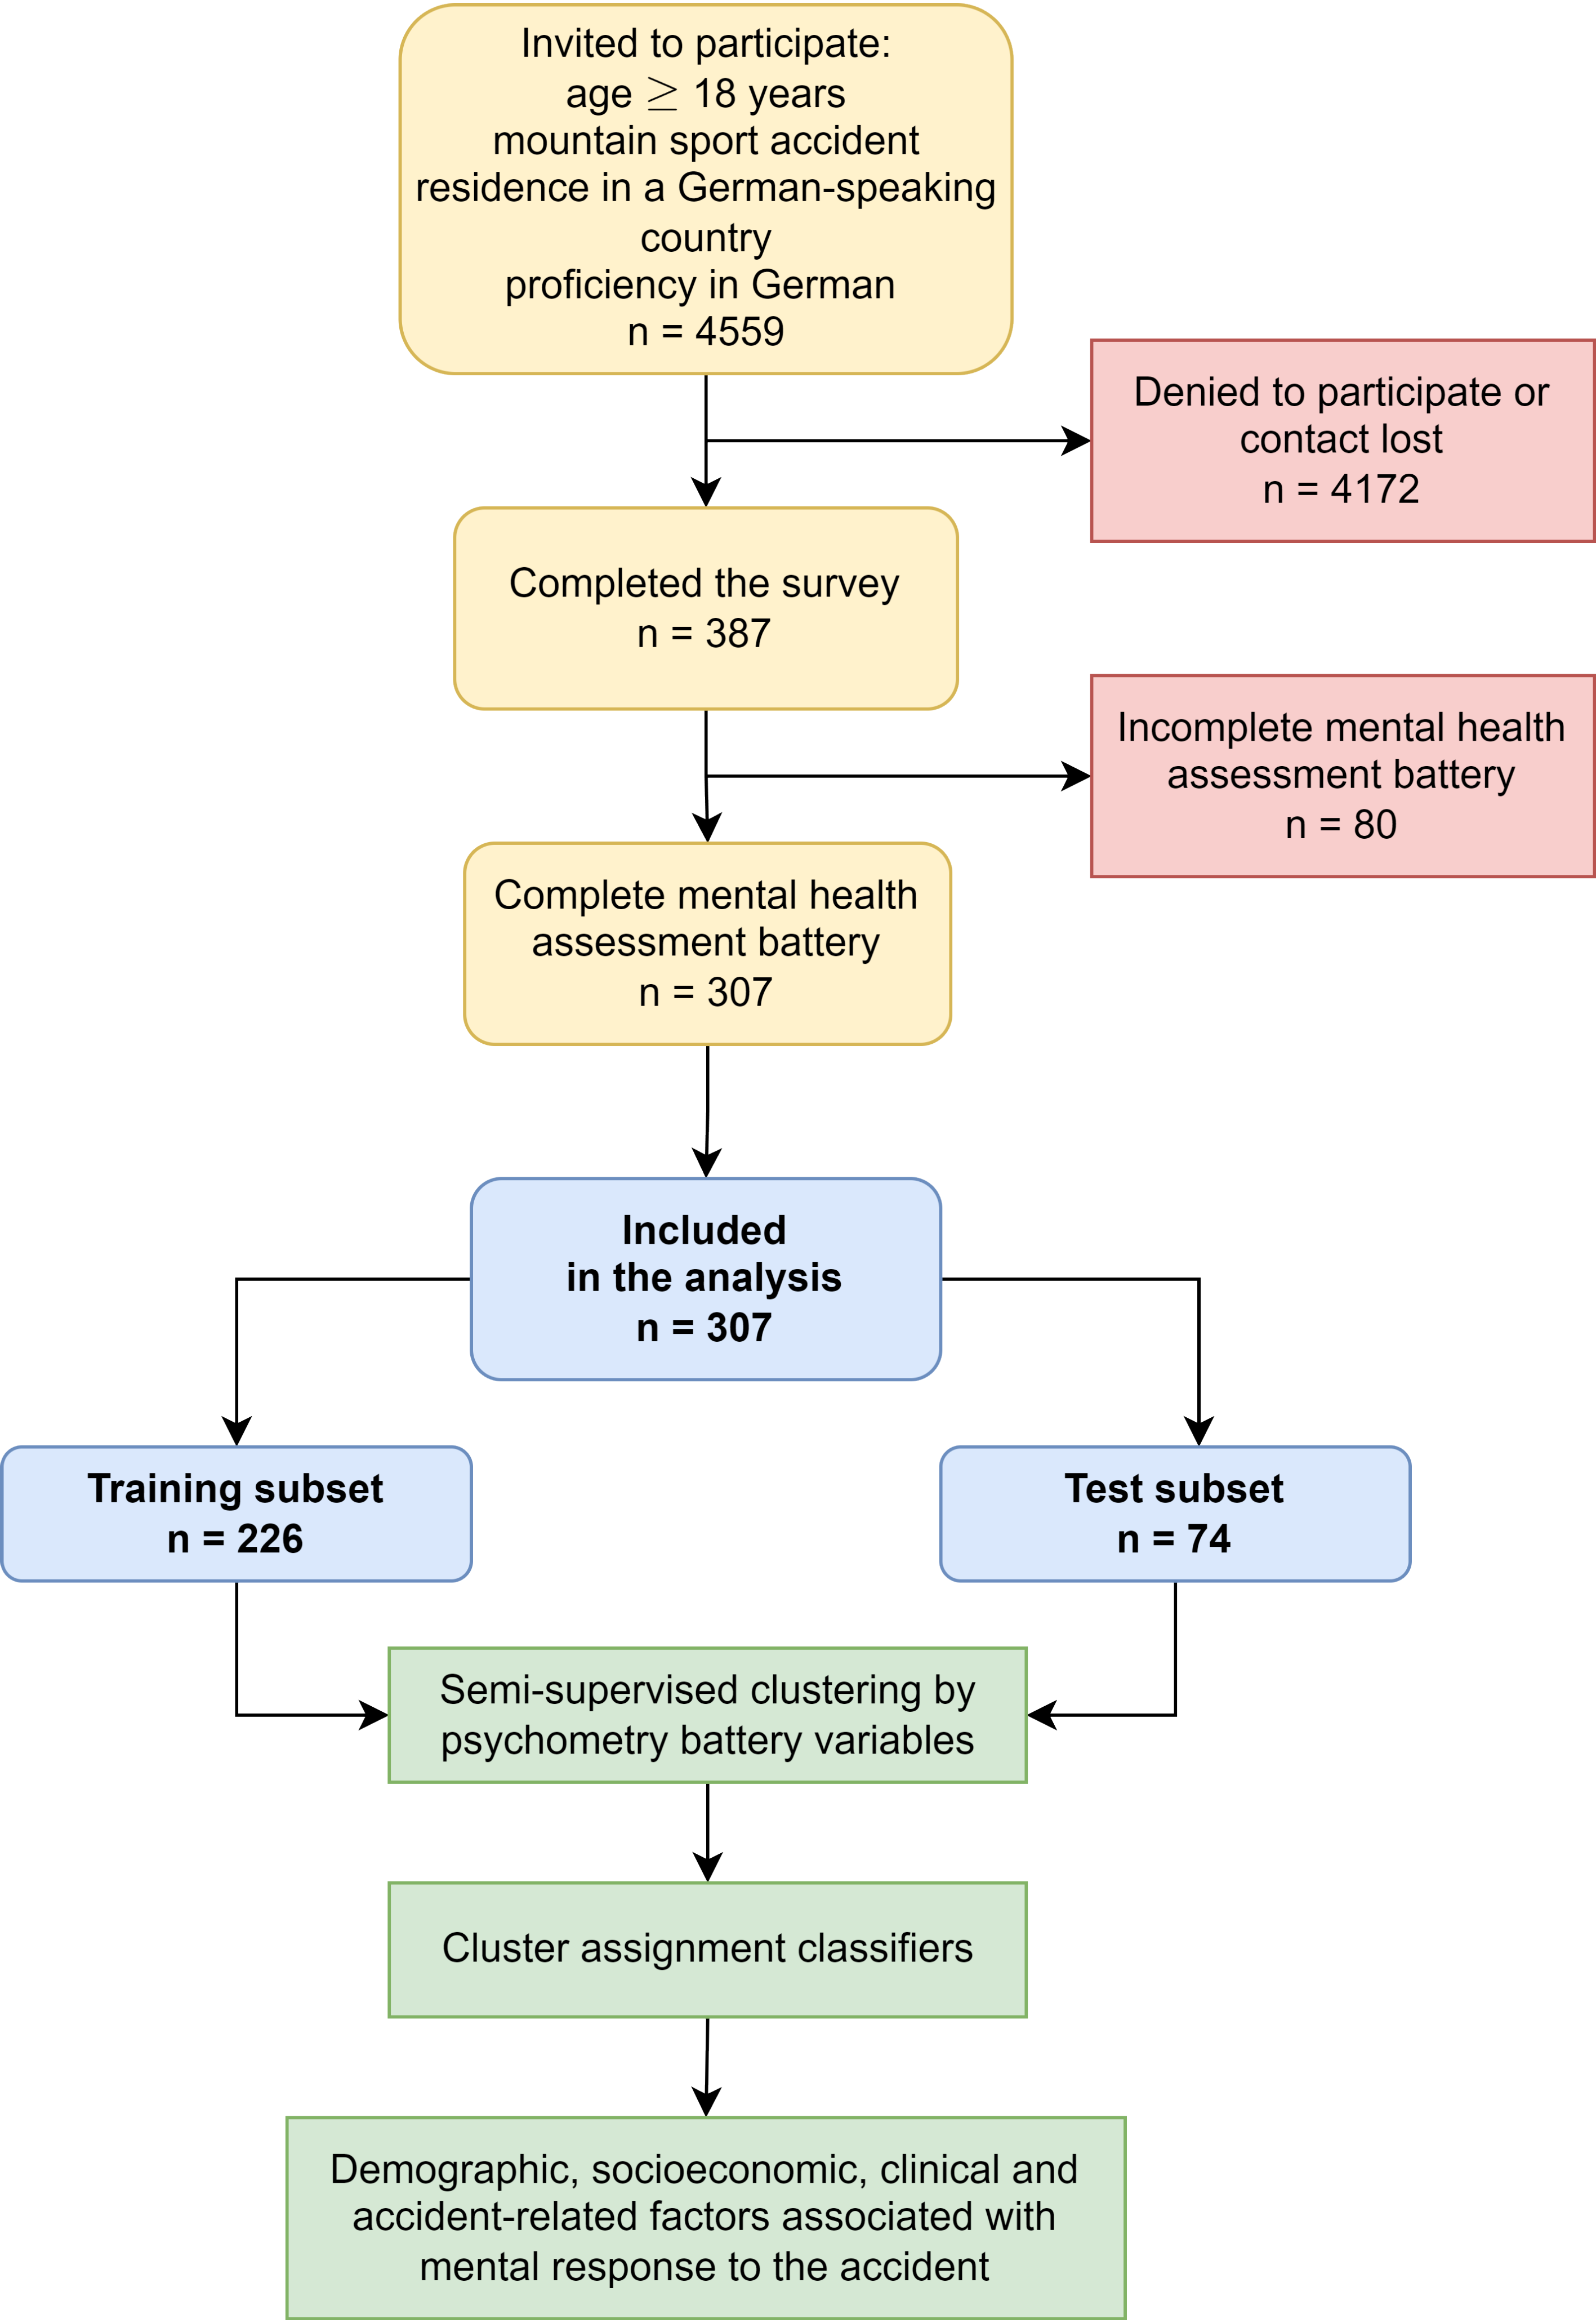 Invited to participate:
age ≥ 18 years
mountain sport accident
residence in a German-speaking
country
proficiency in German
n = 4559
Denied to participate or
contact lost
n = 4172
Completed the survey
n = 387
Incomplete mental health
assessment battery
n = 80
Complete mental health
assessment battery
n = 307
Included
in the analysis
n = 307
Training subset
n = 226
Test subset
n = 74
Semi-supervised clustering by
psychometry battery variables
Cluster assignment classifiers
Demographic, socioeconomic, clinical and
accident-related factors associated with
mental response to the accident